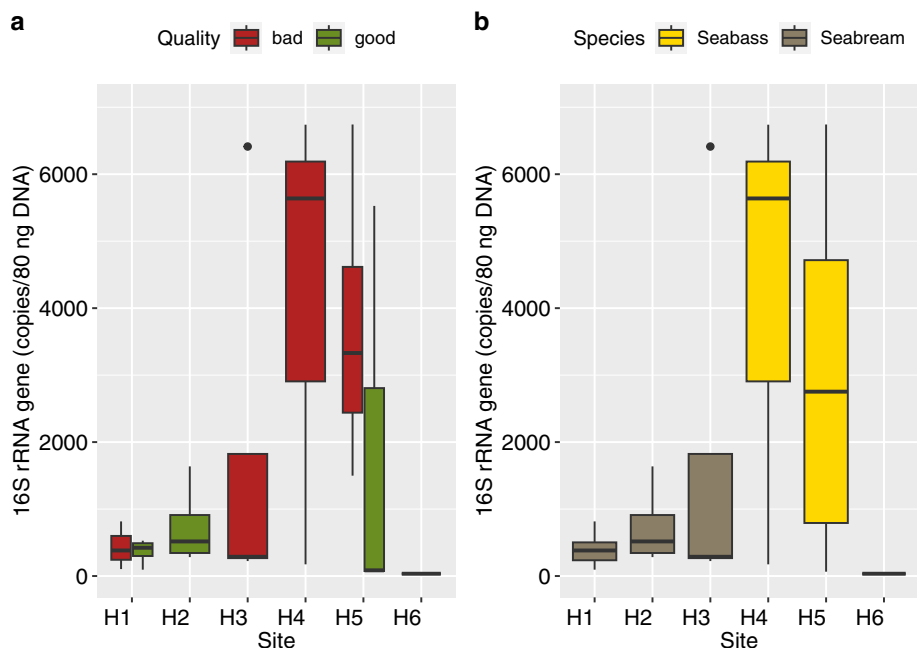 a
Quality bad good
16S rRNA gene (copies/80 ng DNA)
6000
4000
2000
0
H1 H2 H3 H4 H5 H6
Site
b
Species Seabass Seabream
16S rRNA gene (copies/80 ng DNA)
6000
4000
2000
0
H1 H2 H3 H4 H5 H6
Site